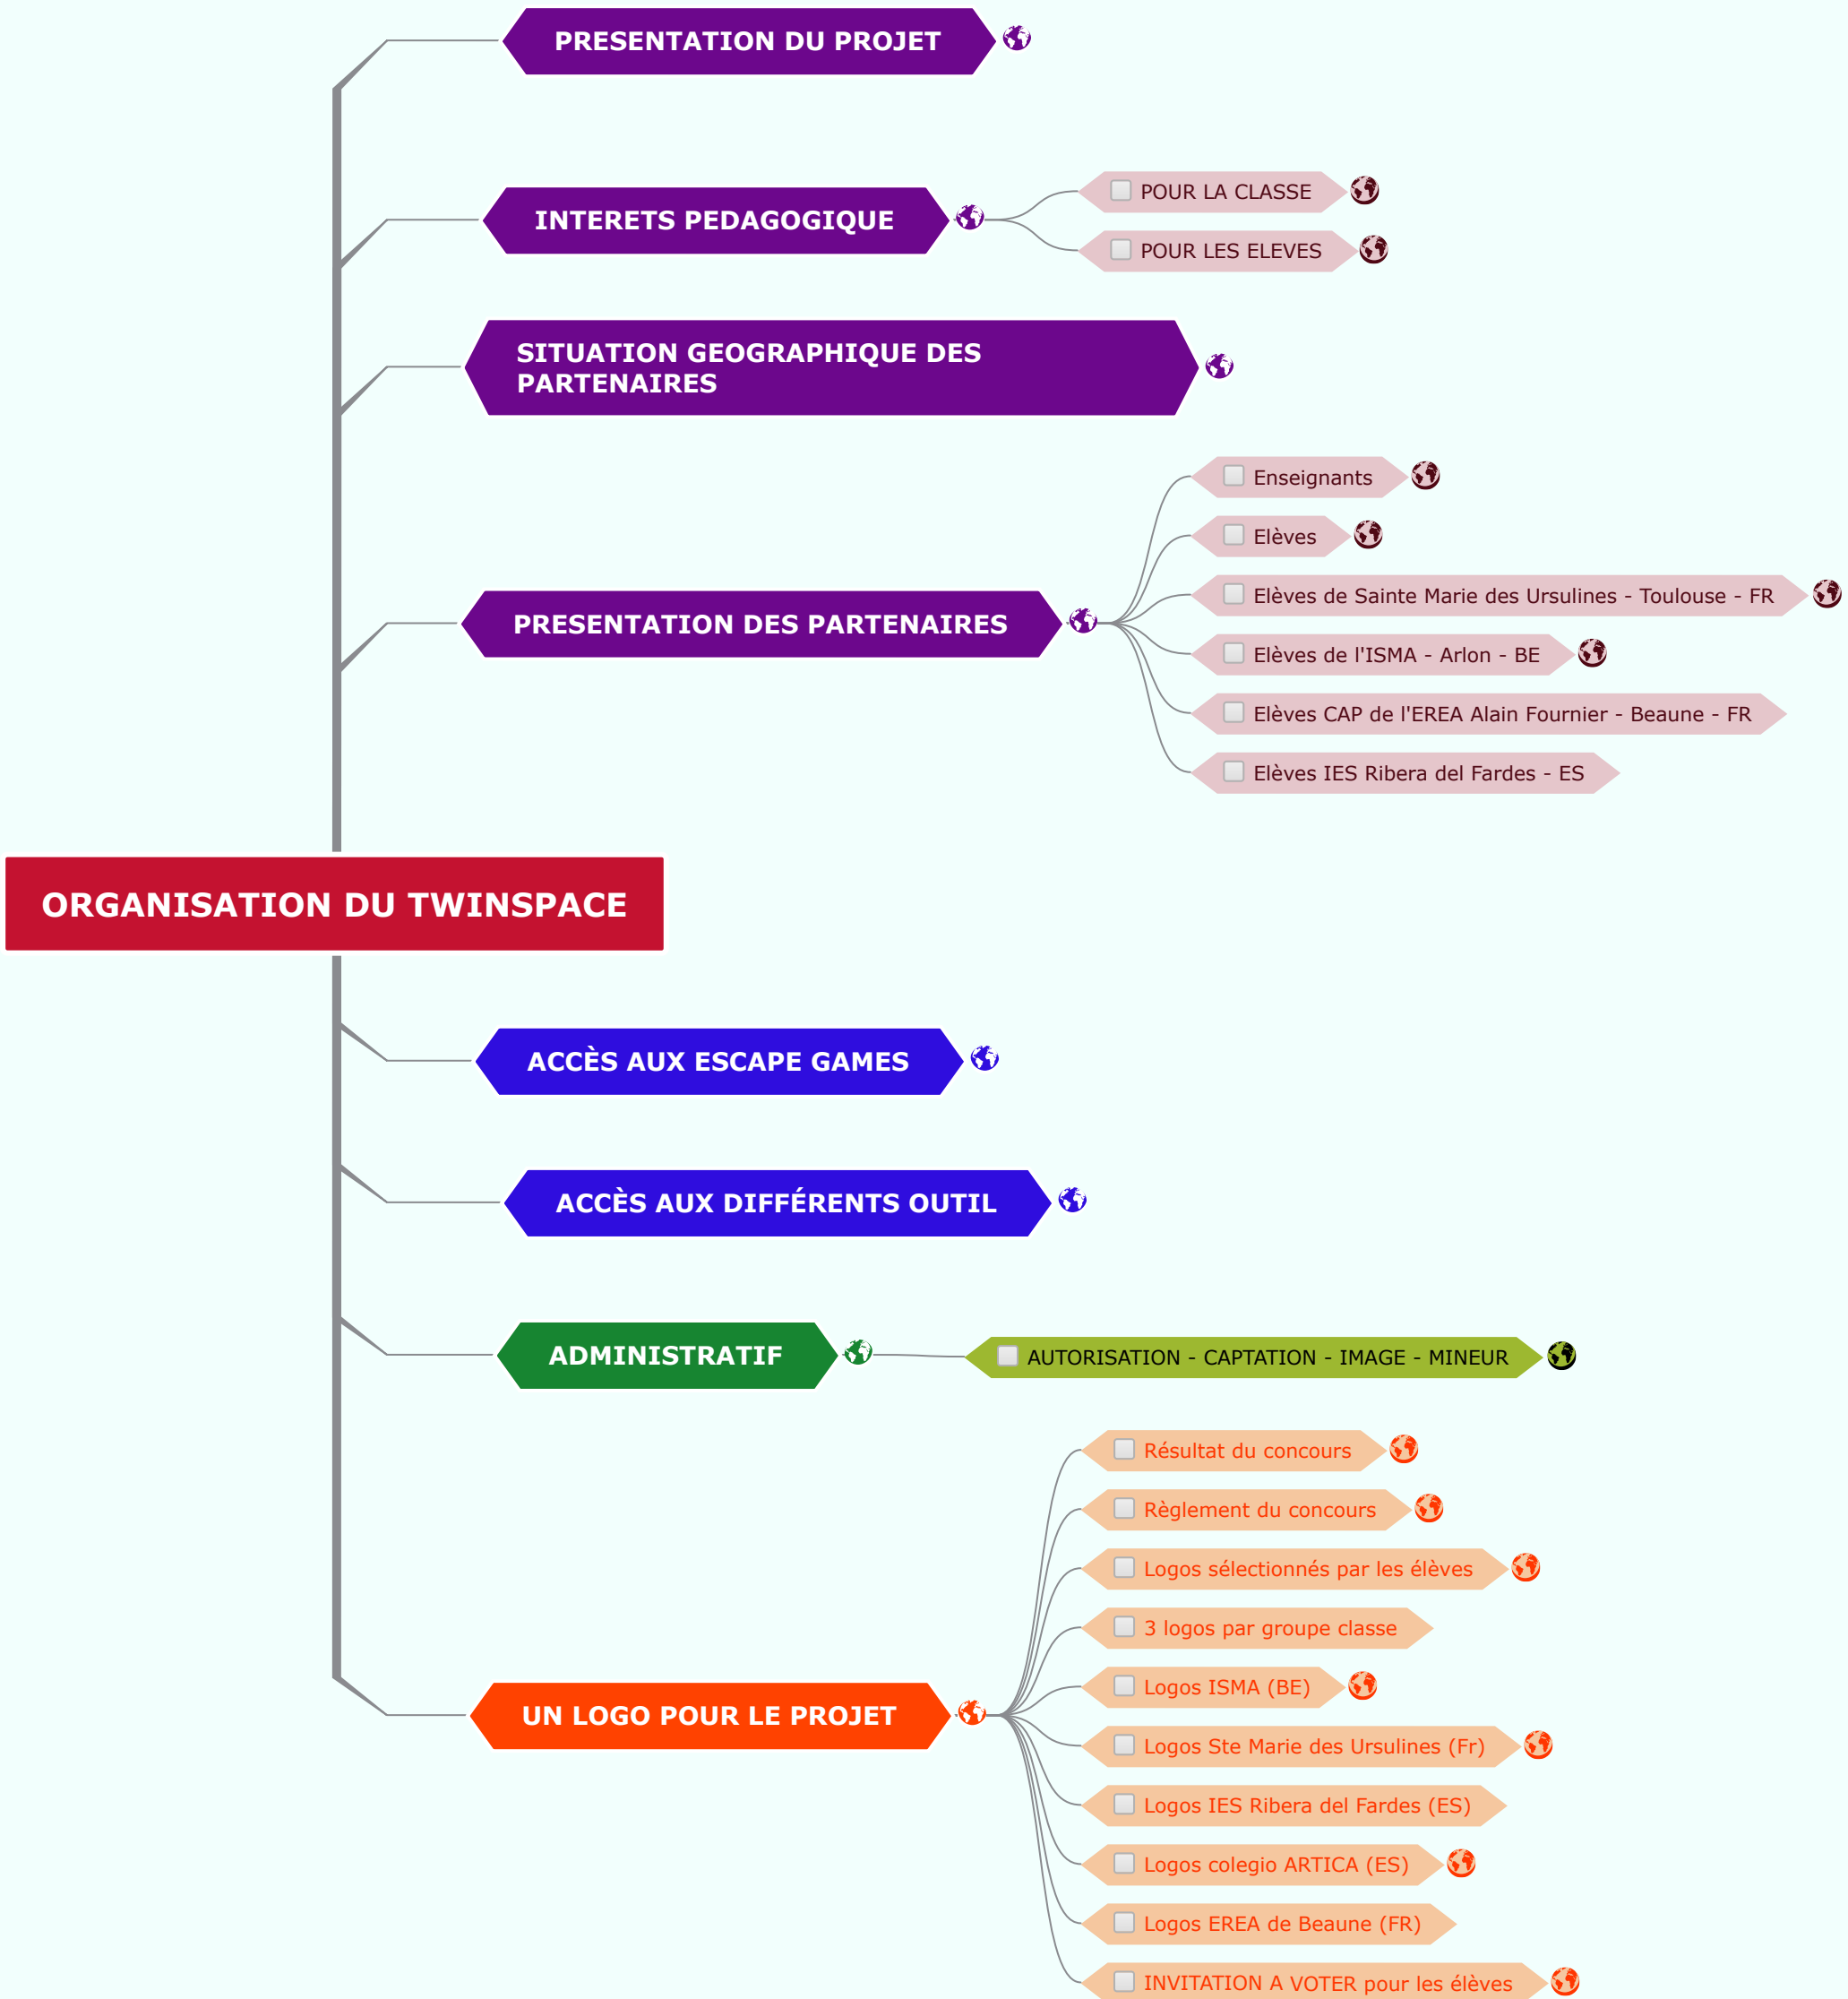 PRESENTATION DU PROJET
INTERETS PEDAGOGIQUE
POUR LA CLASSE
POUR LES ELEVES
SITUATION GEOGRAPHIQUE DES
PARTENAIRES
PRESENTATION DES PARTENAIRES
Enseignants
Elèves
Elèves de Sainte Marie des Ursulines - Toulouse - FR
Elèves de l'ISMA - Arlon - BE
Elèves CAP de l'EREA Alain Fournier - Beaune - FR
Elèves IES Ribera del Fardes - ES
ORGANISATION DU TWINSPACE
ACCÈS AUX ESCAPE GAMES
ACCÈS AUX DIFFÉRENTS OUTIL
ADMINISTRATIF
AUTORISATION - CAPTATION - IMAGE - MINEUR
UN LOGO POUR LE PROJET
Résultat du concours
Règlement du concours
Logos sélectionnés par les élèves
3 logos par groupe classe
Logos ISMA (BE)
Logos Ste Marie des Ursulines (Fr)
Logos IES Ribera del Fardes (ES)
Logos colegio ARTICA (ES)
Logos EREA de Beaune (FR)
INVITATION A VOTER pour les élèves